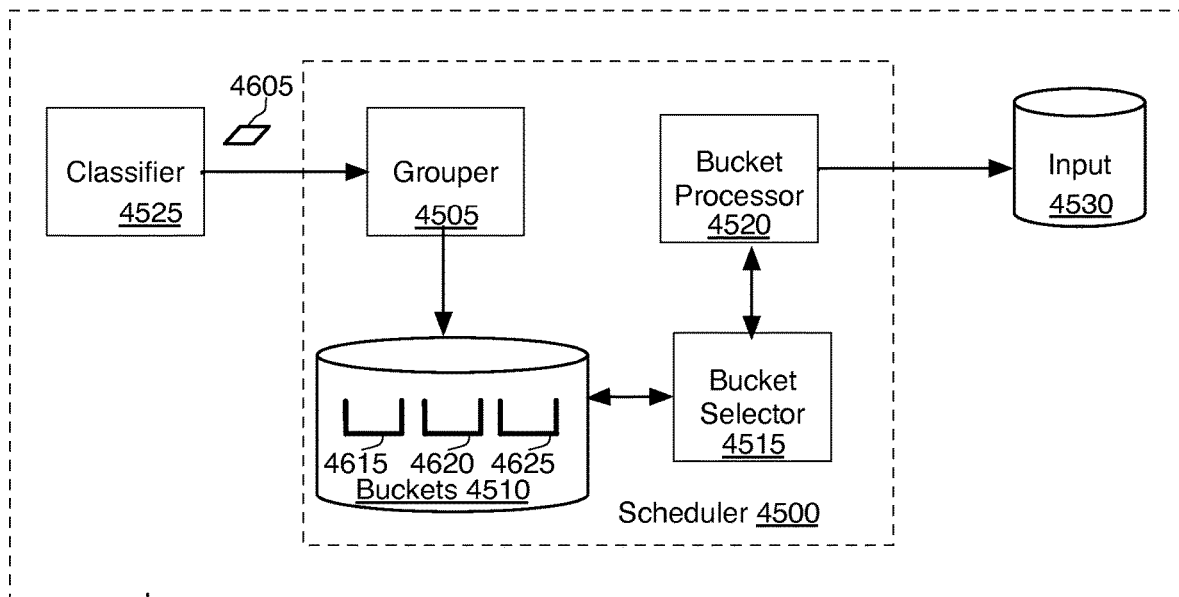 4605
Classifier
4525
Grouper
4505
Bucket
Processor
4520
Input
4530
Bucket
Selector
4515
4615 4620 4625
Buckets 4510
Scheduler 4500